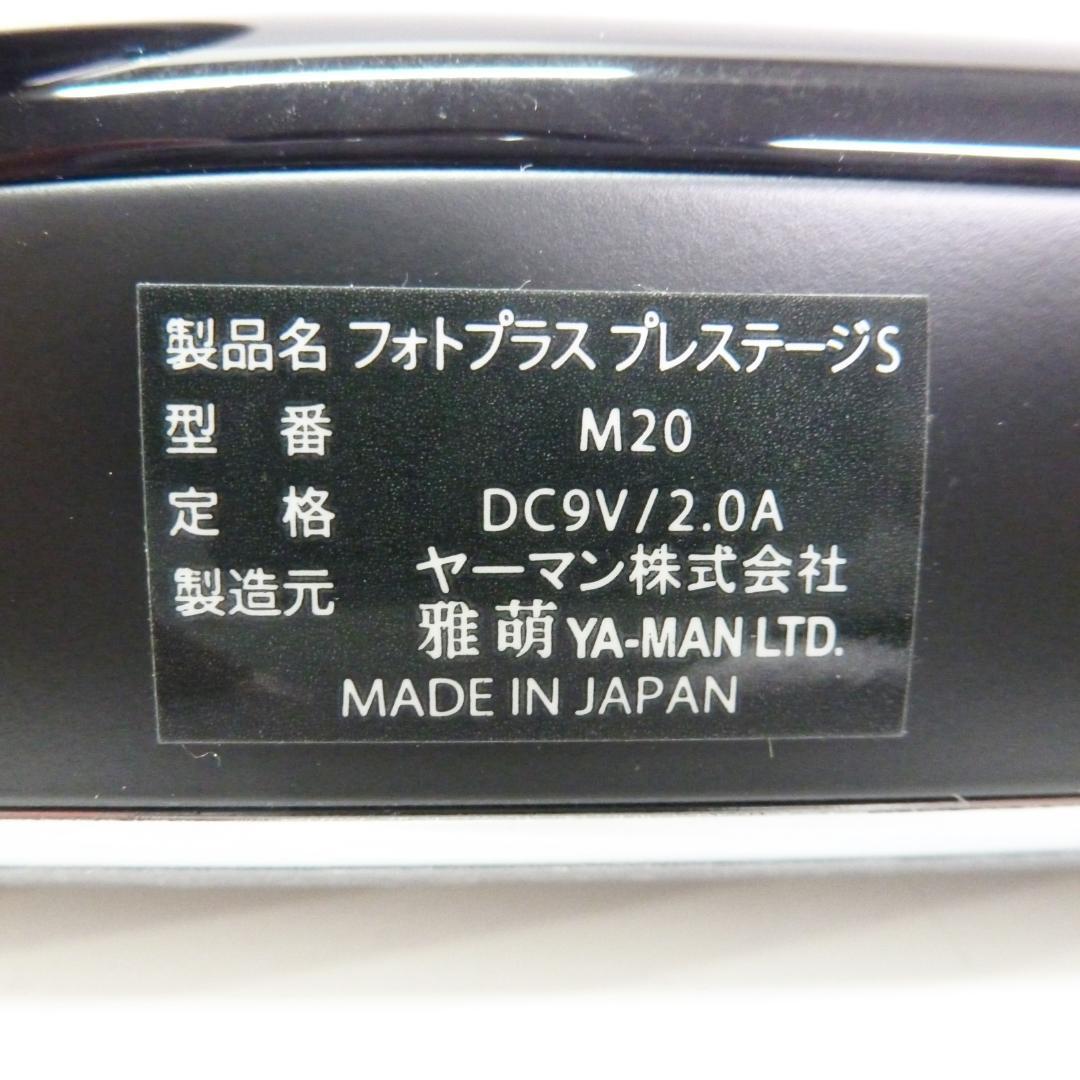 製品名 フォトプラス プレステージS
型 番 M20
定 格 DC9V/2.0A
製造元 ヤーマン株式会社
雅 萌 YA-MAN LTD.
MADE IN JAPAN